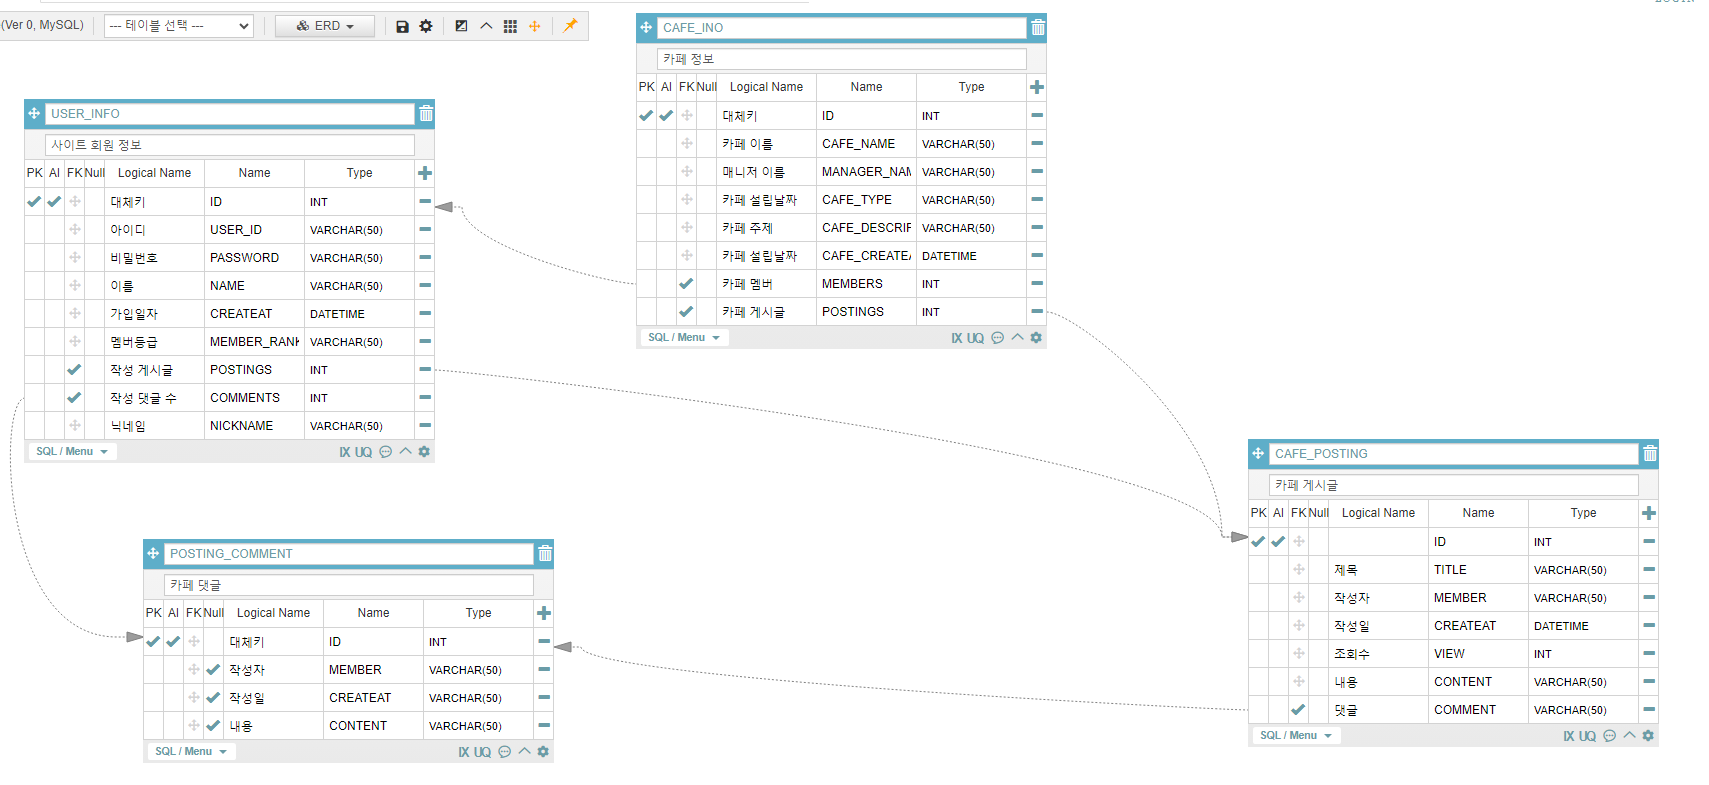 LOGIN
(Ver 0, MySQL) --- 테이블 선택 --- ERD
CAFE_INO
카페 정보
PK AI FK Null Logical Name Name Type
대체키 ID INT
카페 이름 CAFE_NAME VARCHAR(50)
매니저 이름 MANAGER_NAM VARCHAR(50)
카페 설립날짜 CAFE_TYPE VARCHAR(50)
카페 주제 CAFE_DESCRIF VARCHAR(50)
카페 설립날짜 CAFE_CREATEA DATETIME
카페 멤버 MEMBERS INT
카페 게시글 POSTINGS INT
SQL / Menu IX UQ
USER_INFO
사이트 회원 정보
PK AI FK Null Logical Name Name Type
대체키 ID INT
아이디 USER_ID VARCHAR(50)
비밀번호 PASSWORD VARCHAR(50)
이름 NAME VARCHAR(50)
가입일자 CREATEAT DATETIME
멤버등급 MEMBER_RANK VARCHAR(50)
작성 게시글 POSTINGS INT
작성 댓글 수 COMMENTS INT
닉네임 NICKNAME VARCHAR(50)
SQL / Menu IX UQ
CAFE_POSTING
카페 게시글
PK AI FK Null Logical Name Name Type
ID INT
제목 TITLE VARCHAR(50)
작성자 MEMBER VARCHAR(50)
작성일 CREATEAT DATETIME
조회수 VIEW INT
내용 CONTENT VARCHAR(50)
댓글 COMMENT VARCHAR(50)
SQL / Menu IX UQ
POSTING_COMMENT
카페 댓글
PK AI FK Null Logical Name Name Type
대체키 ID INT
작성자 MEMBER VARCHAR(50)
작성일 CREATEAT VARCHAR(50)
내용 CONTENT VARCHAR(50)
SQL / Menu IX UQ